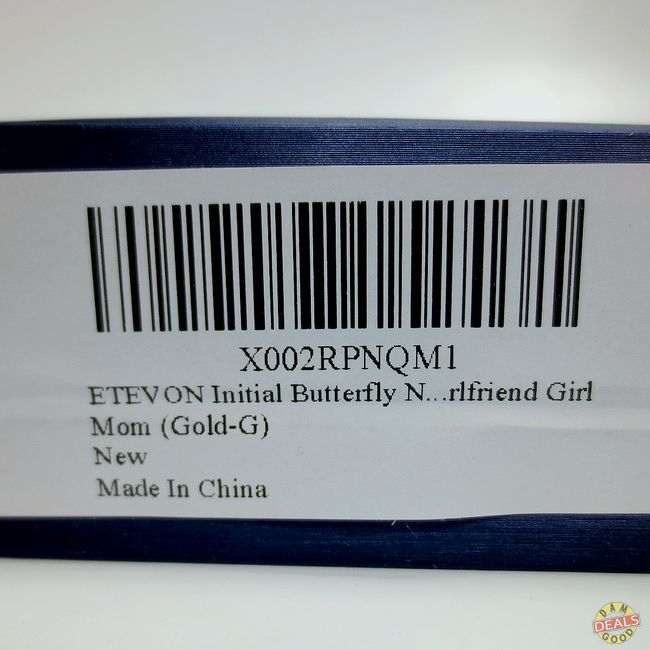 X002RPNQM1
ETEVON Initial Butterfly N...rlfriend Girl
Mom (Gold-G)
New
Made In China
DAM
DEALS
GOOD